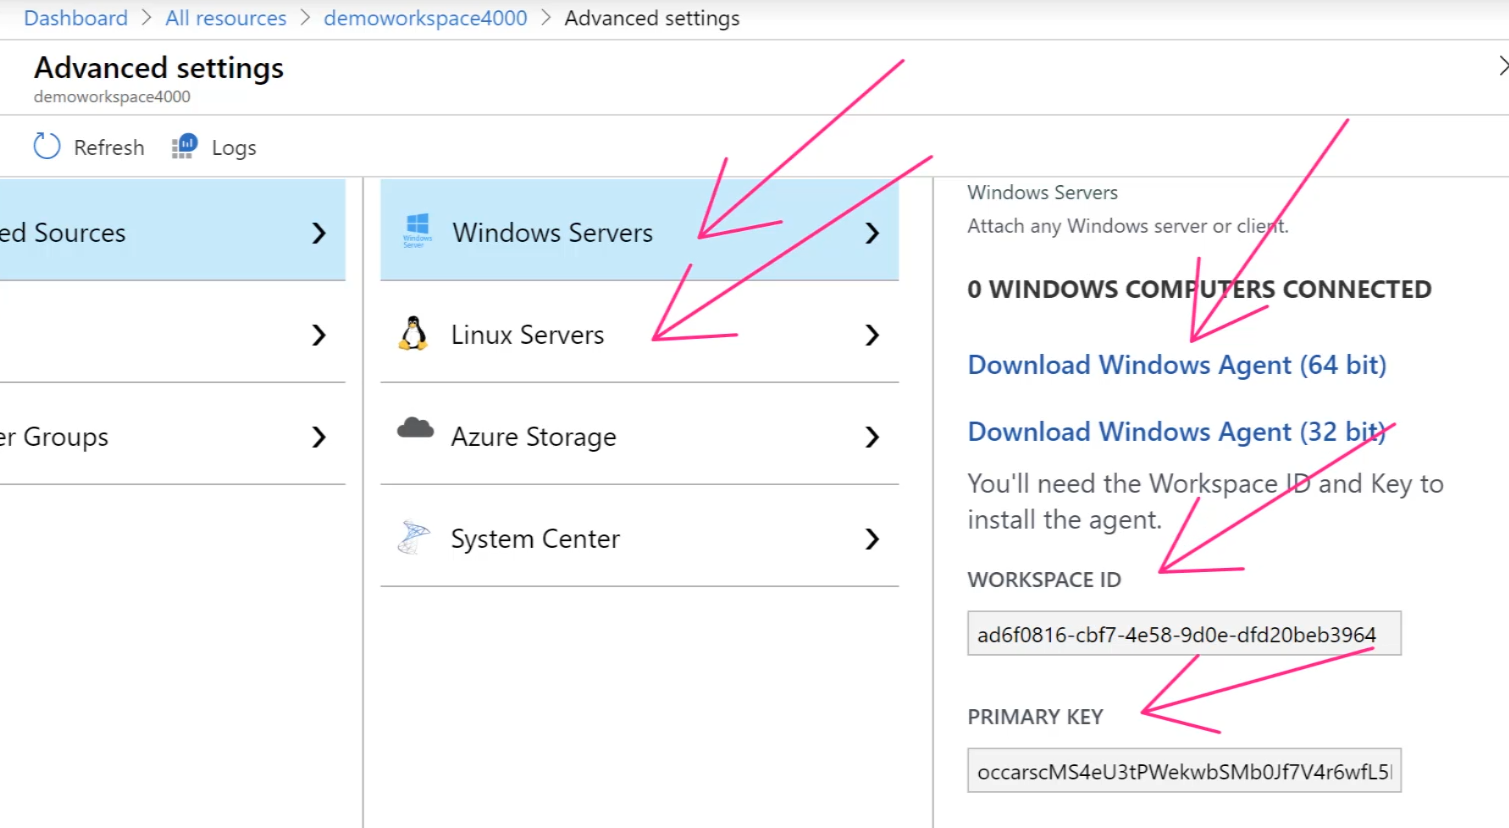 Dashboard > All resources > demoworkspace4000 > Advanced settings
Advanced settings
demoworkspace4000
Refresh Logs
ed Sources
er Groups
Windows Server
Windows Servers
Linux Servers
Azure Storage
System Center
Windows Servers
Attach any Windows server or client.
0 WINDOWS COMPUTERS CONNECTED
Download Windows Agent (64 bit)
Download Windows Agent (32 bit)
You'll need the Workspace ID and Key to
install the agent.
WORKSPACE ID
ad6f0816-cbf7-4e58-9d0e-dfd20beb3964
PRIMARY KEY
occarscMS4eU3tPWekwbSMb0Jf7V4r6wfL5